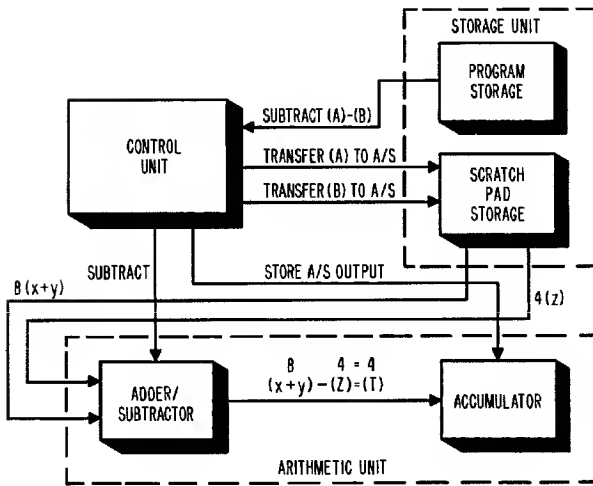 STORAGE UNIT
PROGRAM
STORAGE
SUBTRACT (A)-(B)
CONTROL
UNIT
TRANSFER (A) TO A/S
TRANSFER (B) TO A/S
SCRATCH
PAD
STORAGE
SUBTRACT
STORE A/S OUTPUT
8 (x+y)
4(z)
8 4 = 4
(x+y)-(Z)=(T)
ADDER/
SUBTRACTOR
ACCUMULATOR
ARITHMETIC UNIT